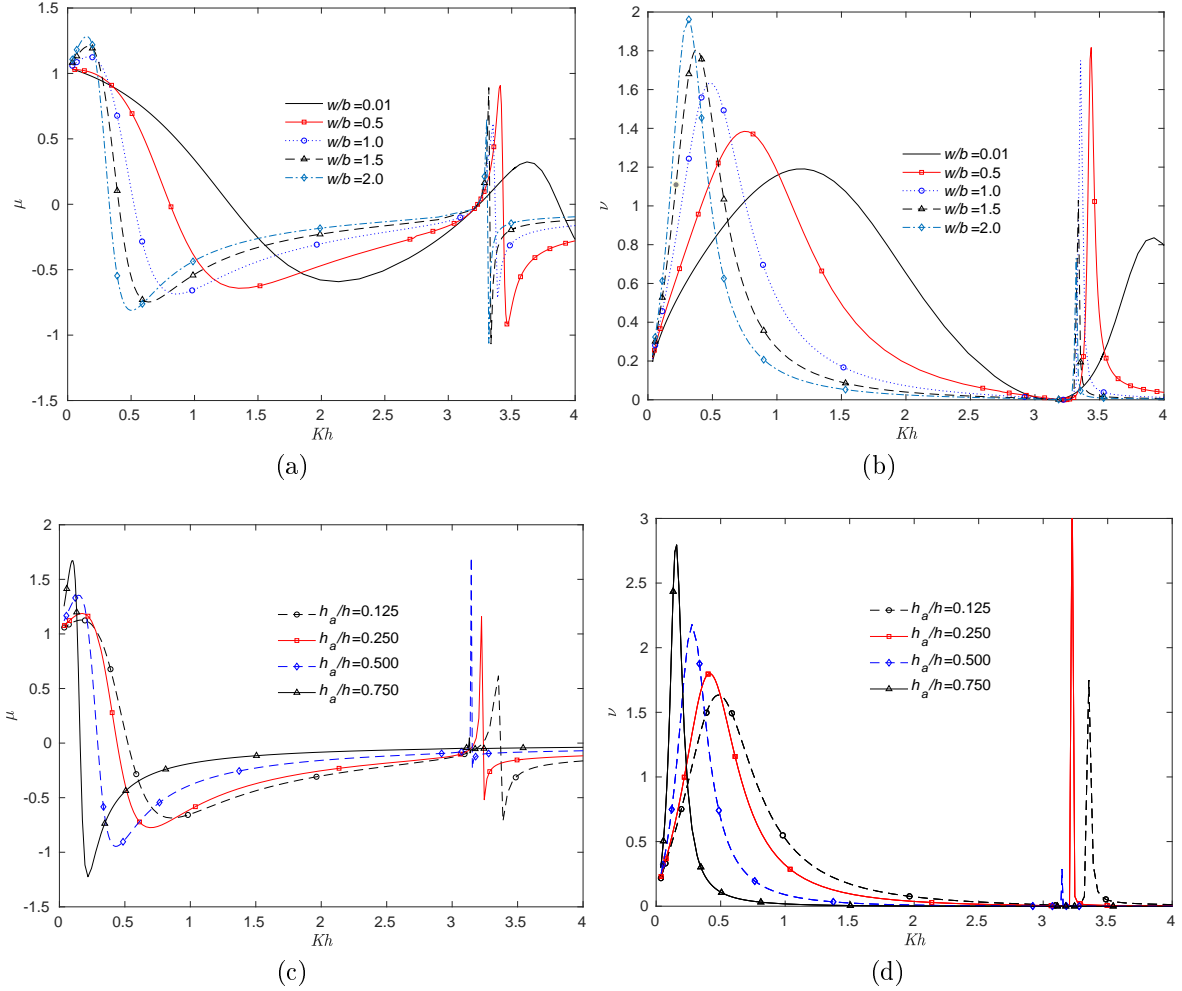 1.5
1
0.5
0
-0.5
-1
-1.5
μ
w/b=0.01
w/b=0.5
w/b=1.0
w/b=1.5
w/b=2.0
0 0.5 1 1.5 2 2.5 3 3.5 4
Kh
(a)
2
1.8
1.6
1.4
1.2
1
0.8
0.6
0.4
0.2
0
ν
w/b=0.01
w/b=0.5
w/b=1.0
w/b=1.5
w/b=2.0
0 0.5 1 1.5 2 2.5 3 3.5 4
Kh
(b)
2
1.5
1
0.5
0
-0.5
-1
-1.5
μ
h_a/h=0.125
h_a/h=0.250
h_a/h=0.500
h_a/h=0.750
0 0.5 1 1.5 2 2.5 3 3.5 4
Kh
(c)
3
2.5
2
1.5
1
0.5
0
ν
h_a/h=0.125
h_a/h=0.250
h_a/h=0.500
h_a/h=0.750
0 0.5 1 1.5 2 2.5 3 3.5 4
Kh
(d)